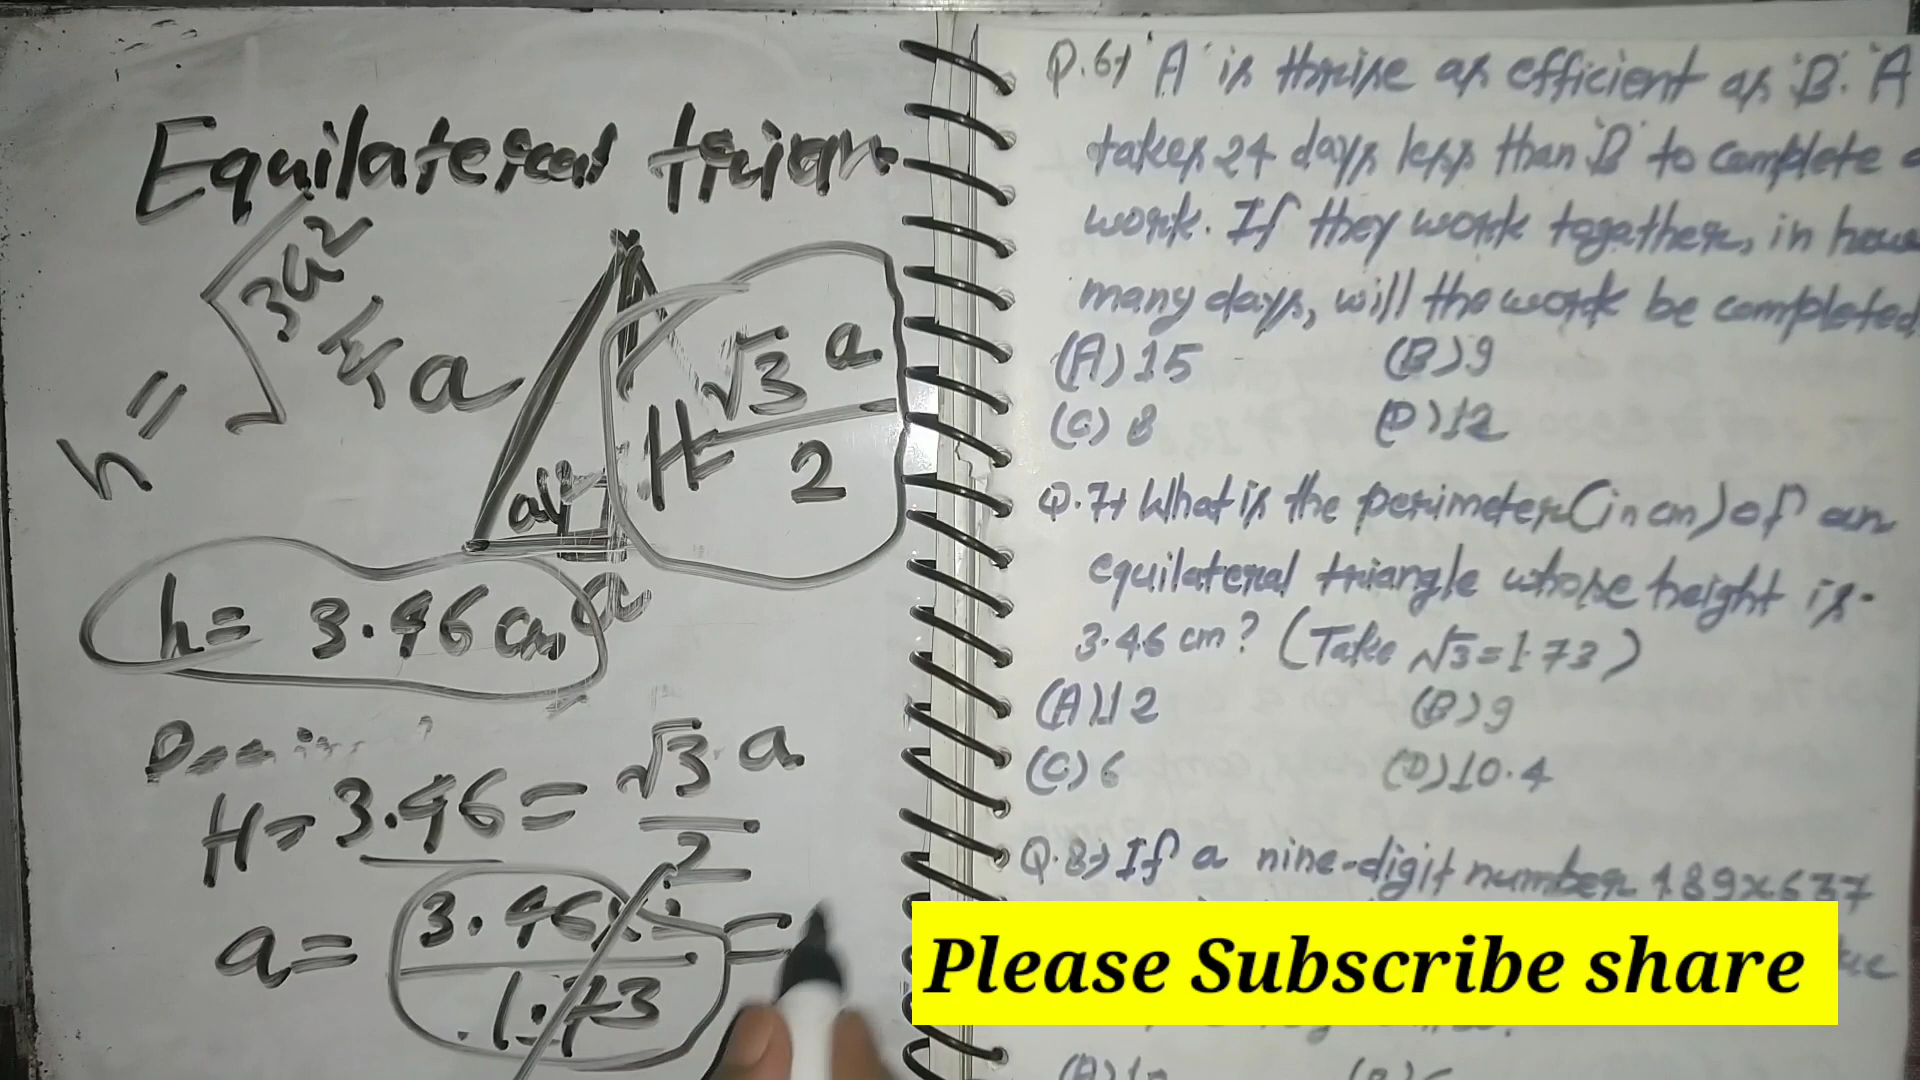 Equilateral trian
h = √3a²/4
a
H = √3 a
2
a
h = 3.46 cm
H = 3.46 = √3 a
2
a = 3.46×2 =
1.73
Q.6→ 'A' is thrise as efficient as 'B'. 'A
takes 24 days less than 'B' to complete a
work. If they work togather, in how
many days, will the work be completed
(A) 15 (B) 9
(C) 8 (D) 12
Q.7→ What is the perimeter (in cm) of an
equilateral triangle whose height is
3.46 cm? (Take √3=1.73)
(A) 12 (B) 9
(C) 6 (D) 10.4
Q.8→ If a nine-digit number 489x637
Please Subscribe share